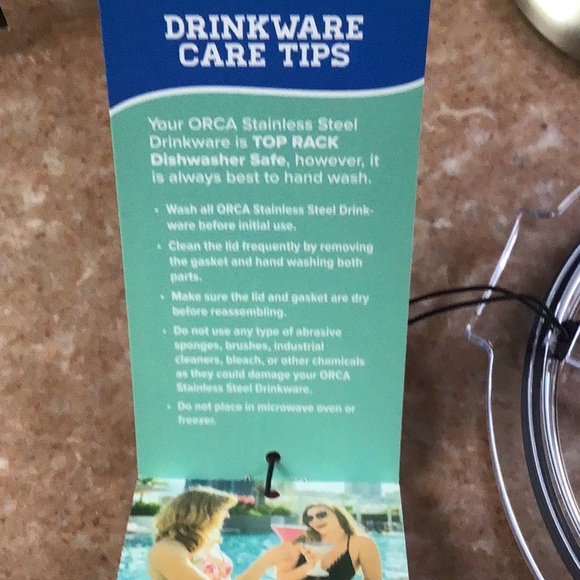 DRINKWARE
CARE TIPS
Your ORCA Stainless Steel
Drinkware is TOP RACK
Dishwasher Safe, however, it
is always best to hand wash.
• Wash all ORCA Stainless Steel Drink-
ware before initial use.
• Clean the lid frequently by removing
the gasket and hand washing both
parts.
• Make sure the lid and gasket are dry
before reassembling.
• Do not use any type of abrasive
sponges, brushes, industrial
cleaners, bleach, or other chemicals
as they could damage your ORCA
Stainless Steel Drinkware.
• Do not place in microwave oven or
freezer.